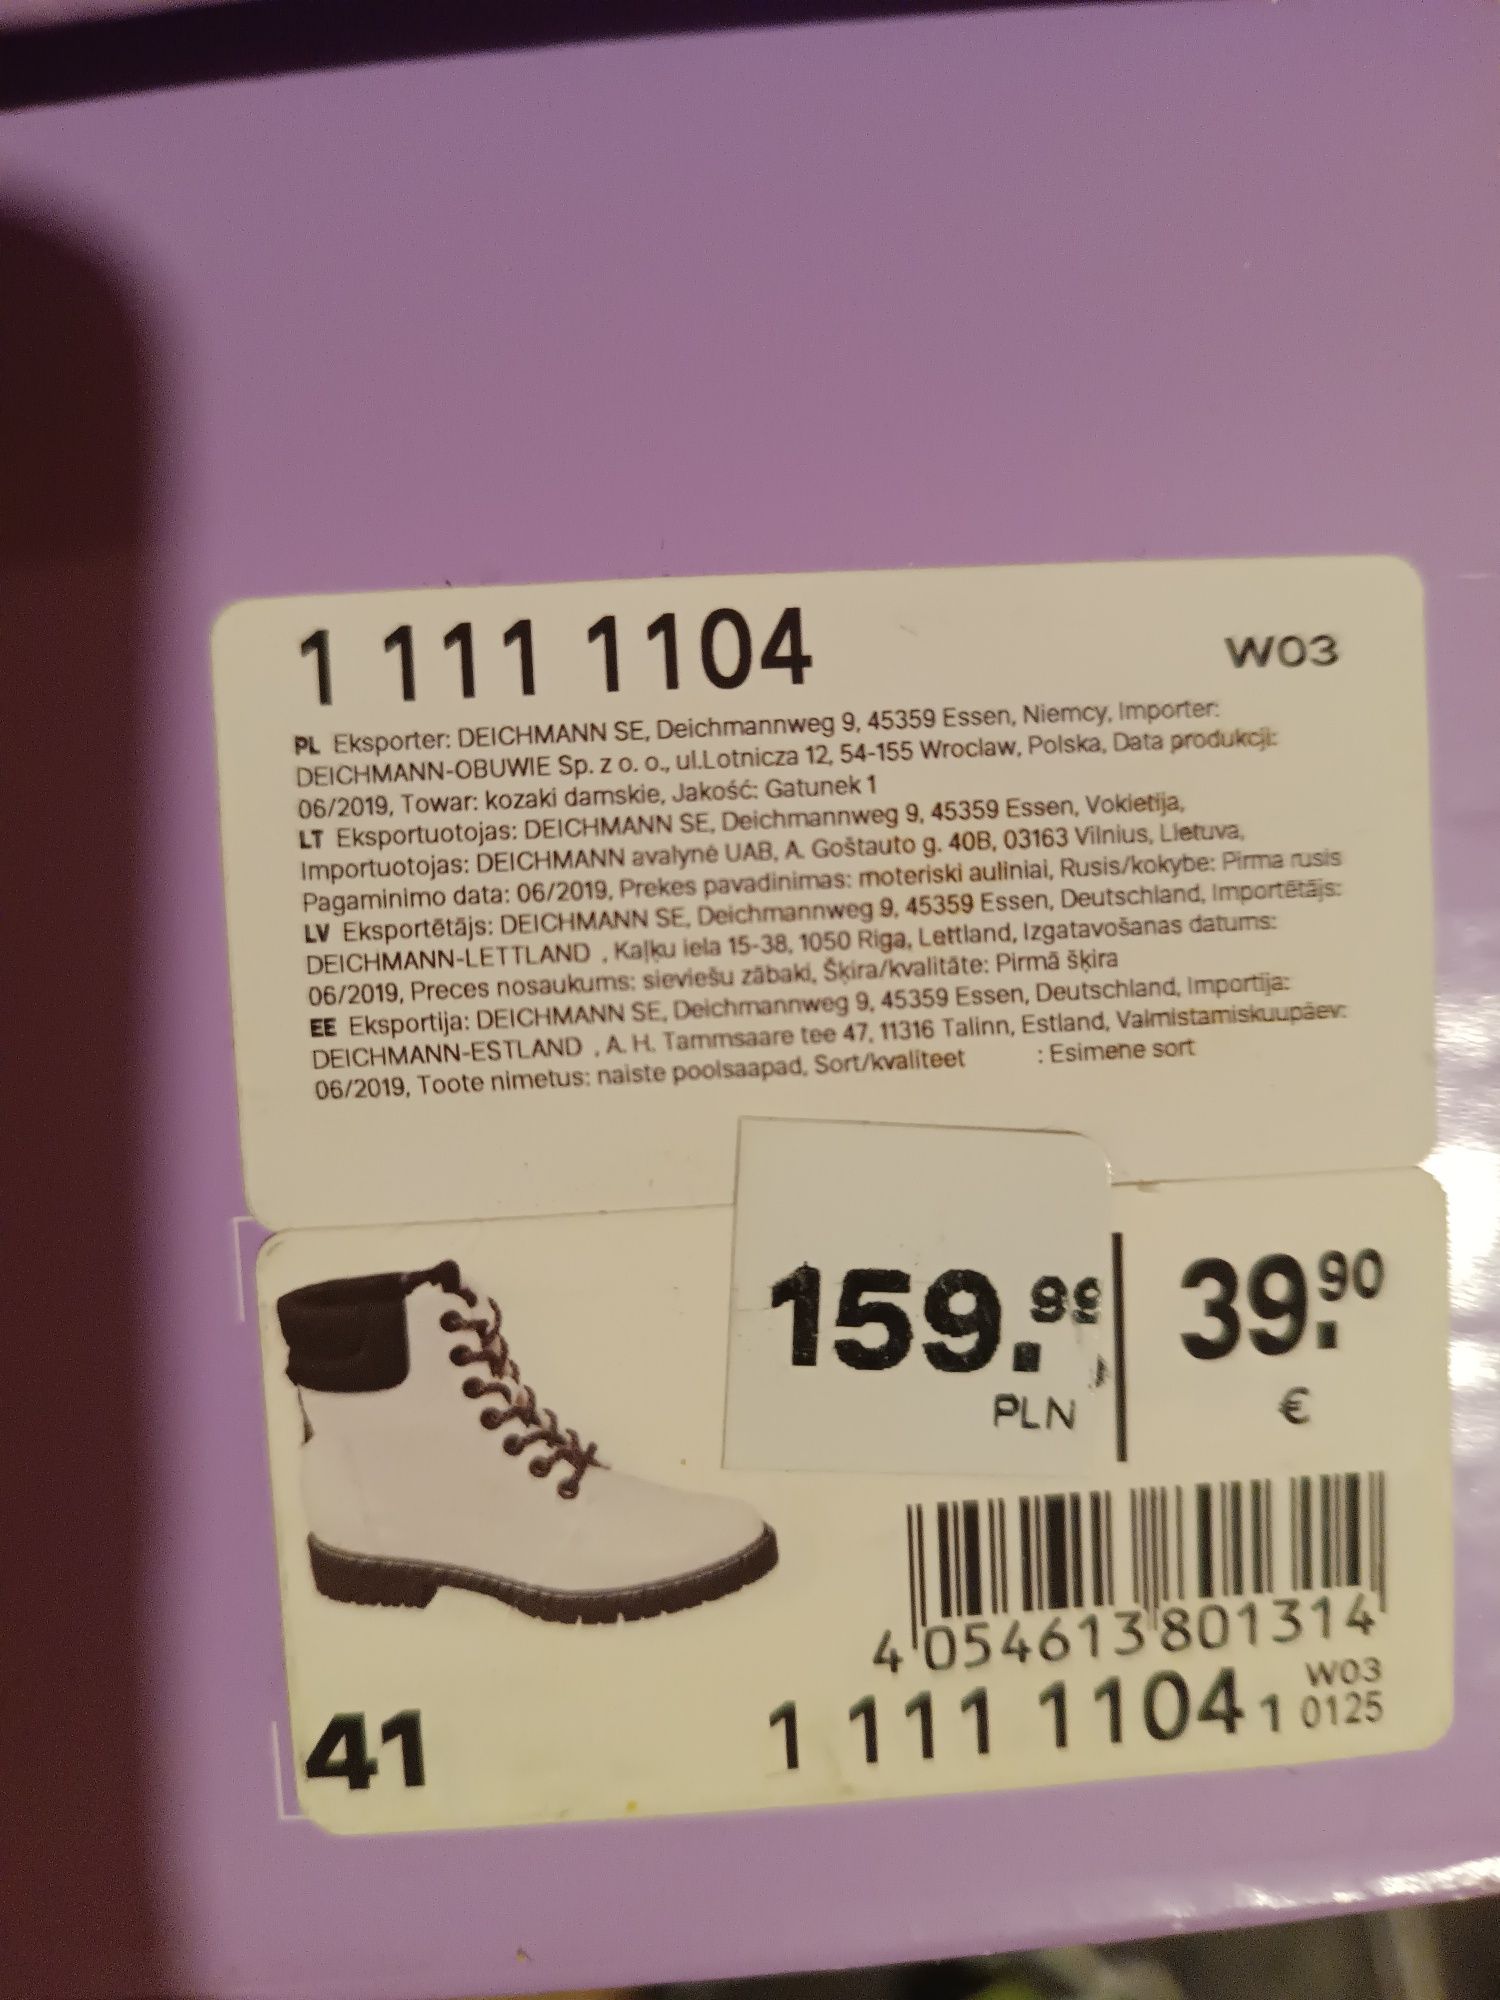 1 111 1104
W03
PL Eksporter: DEICHMANN SE, Deichmannweg 9, 45359 Essen, Niemcy, Importer:
DEICHMANN-OBUWIE Sp. z o. o., ul.Lotnicza 12, 54-155 Wroclaw, Polska, Data produkcji:
06/2019, Towar: kozaki damskie, Jakość: Gatunek 1
LT Eksportuotojas: DEICHMANN SE, Deichmannweg 9, 45359 Essen, Vokietija,
Importuotojas: DEICHMANN avalynė UAB, A. Goštauto g. 40B, 03163 Vilnius, Lietuva,
Pagaminimo data: 06/2019, Prekes pavadinimas: moteriski auliniai, Rusis/kokybe: Pirma rusis
LV Eksportētājs: DEICHMANN SE, Deichmannweg 9, 45359 Essen, Deutschland, Importētājs:
DEICHMANN-LETTLAND , Kaļķu iela 15-38, 1050 Riga, Lettland, Izgatavošanas datums:
06/2019, Preces nosaukums: sieviešu zābaki, Šķira/kvalitāte: Pirmā šķira
EE Eksportija: DEICHMANN SE, Deichmannweg 9, 45359 Essen, Deutschland, Importija:
DEICHMANN-ESTLAND , A. H. Tammsaare tee 47, 11316 Talinn, Estland, Valmistamiskuupäev:
06/2019, Toote nimetus: naiste poolsaapad, Sort/kvaliteet : Esimene sort
159.99
PLN
39.90
€
4 054613 801314
41
1 111 1104 1
W03
0125